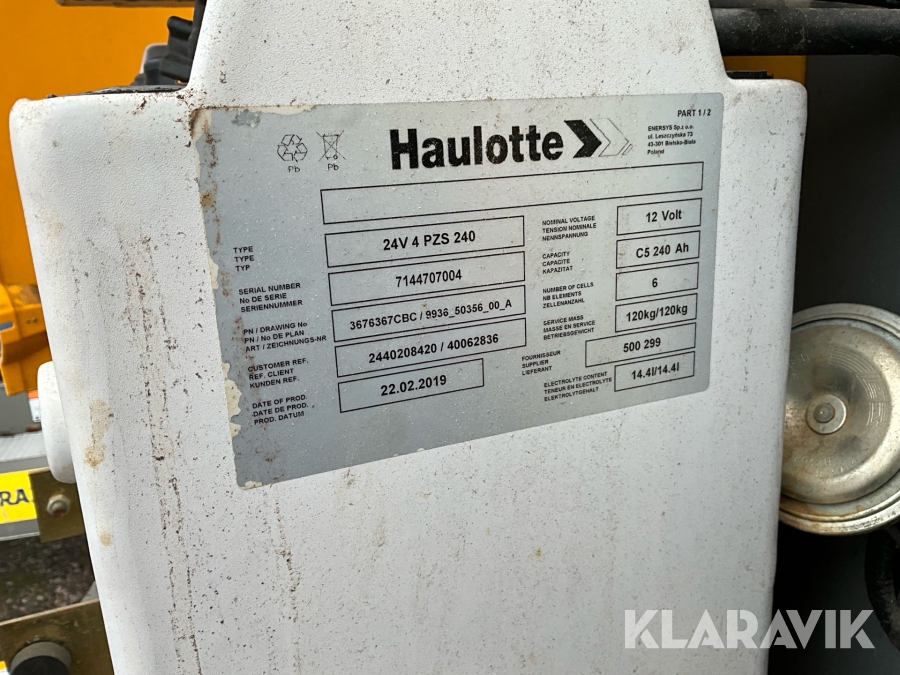 Pb
Pb
Haulotte
PART 1 / 2
ENERSYS Sp.z o.o.
ul. Leszczyńska 73
43-301 Bielsko-Biała
Poland
TYPE
TYPE
TYP
24V 4 PZS 240
SERIAL NUMBER
No DE SERIE
SERIENNUMMER
7144707004
PN / DRAWING No
PN / No DE PLAN
ART / ZEICHNUNGS-NR
3676367CBC / 9936_50356_00_A
CUSTOMER REF.
REF. CLIENT
KUNDEN REF.
2440208420 / 40062836
DATE OF PROD.
DATE DE PROD.
PROD. DATUM
22.02.2019
NOMINAL VOLTAGE
TENSION NOMINALE
NENNSPANNUNG
12 Volt
CAPACITY
CAPACITE
KAPAZITAT
C5 240 Ah
NUMBER OF CELLS
NB ELEMENTS
ZELLENANZAHL
6
SERVICE MASS
MASSE EN SERVICE
BETRIEBSGEWICHT
120kg/120kg
FOURNISSEUR
SUPPLIER
LIEFERANT
500 299
ELECTROLYTE CONTENT
TENEUR EN ELECTROLYTE
ELEKTROLYTGEHALT
14.4l/14.4l
RA
KLARAVIK